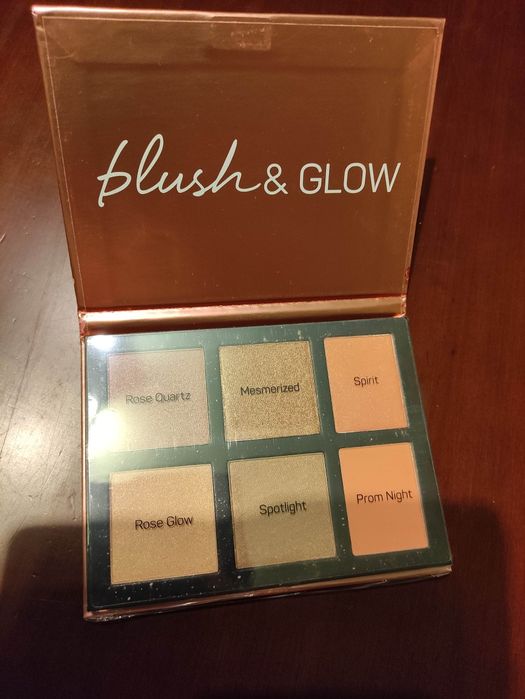 blush & GLOW
Rose Quartz
Mesmerized
Spirit
Rose Glow
Spotlight
Prom Night